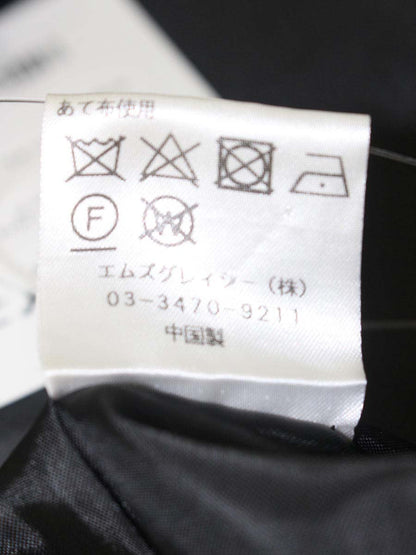 あて布使用
F
W
エムズグレイシー(株)
03-3470-9211
中国製